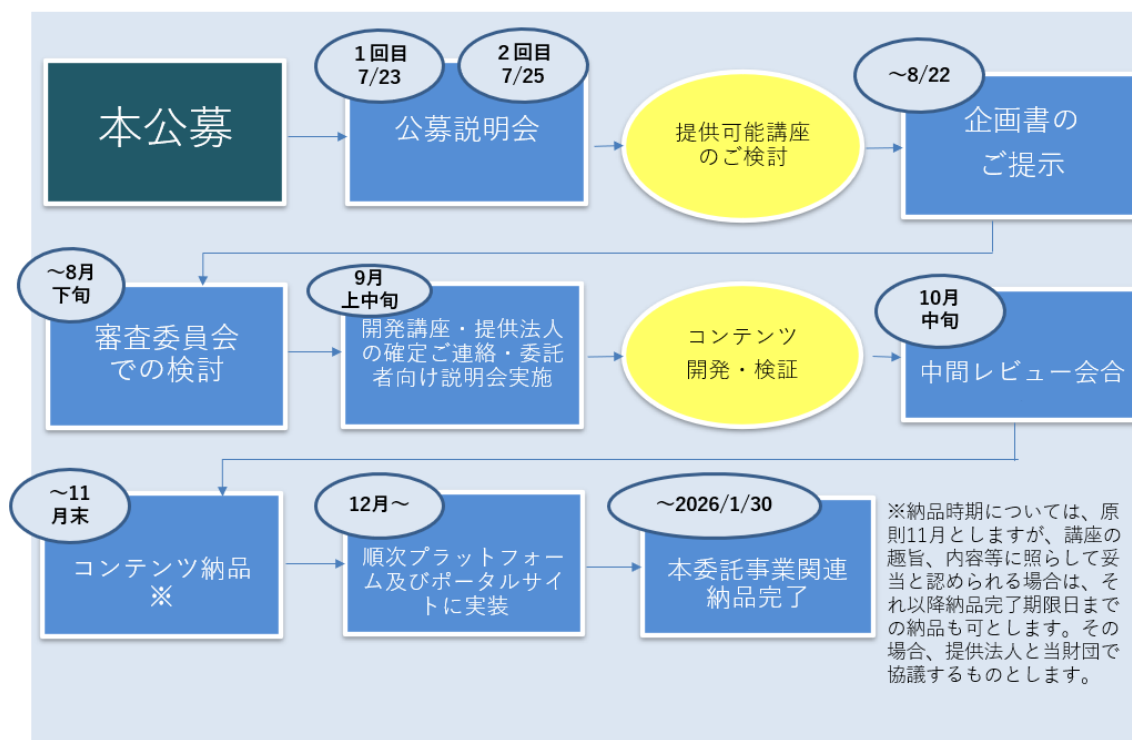 本公募
1回目
7/23
2回目
7/25
公募説明会
提供可能講座
のご検討
～8/22
企画書の
ご提示
～8月
下旬
審査委員会
での検討
9月
上中旬
開発講座・提供法人
の確定ご連絡・委託
者向け説明会実施
コンテンツ
開発・検証
10月
中旬
中間レビュー会合
～11
月末
コンテンツ納品
※
12月～
順次プラットフォー
ム及びポータルサイ
トに実装
～2026/1/30
本委託事業関連
納品完了
※納品時期については、原
則11月としますが、講座の
趣旨、内容等に照らして妥
当と認められる場合は、そ
れ以降納品完了期限日まで
の納品も可とします。その
場合、提供法人と当財団で
協議するものとします。